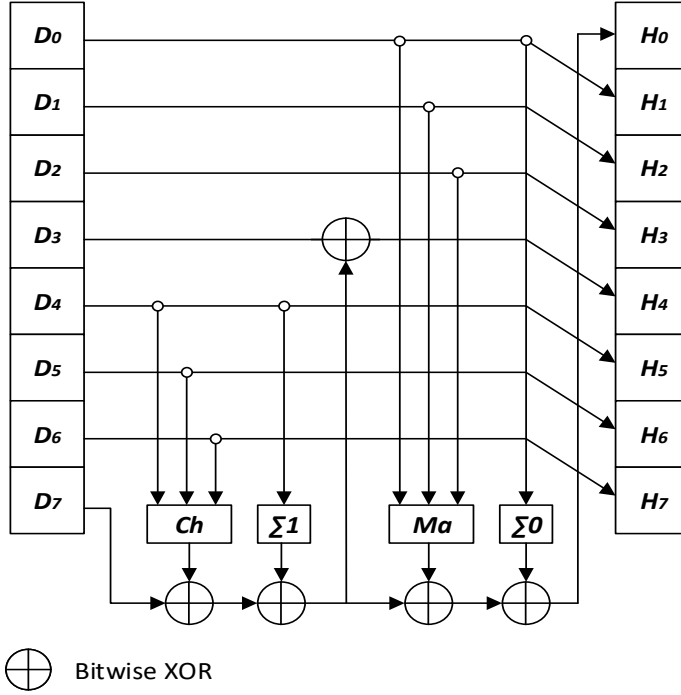 D0 H0
D1 H1
D2 H2
D3 H3
D4 H4
D5 H5
D6 H6
D7 H7
Ch ∑1 Ma ∑0
Bitwise XOR